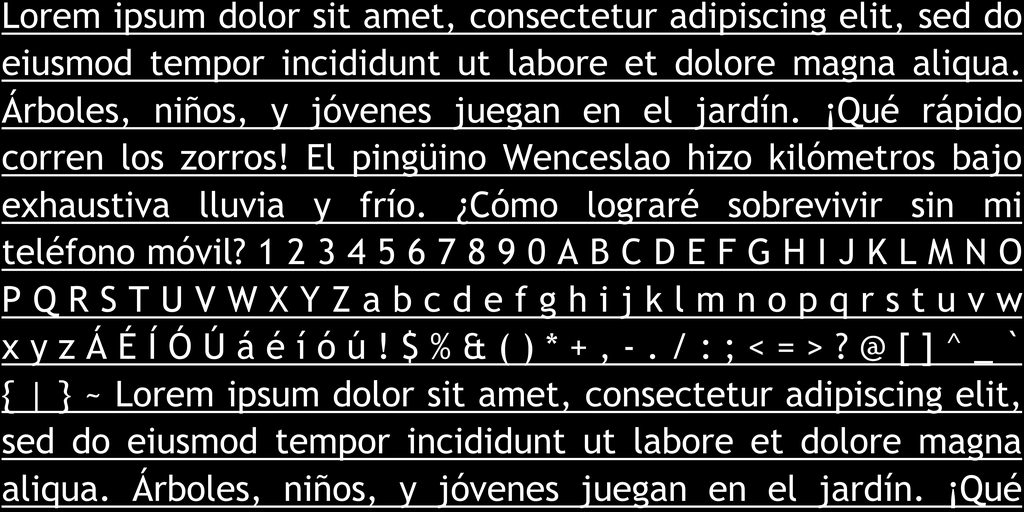 Lorem ipsum dolor sit amet, consectetur adipiscing elit, sed do
eiusmod tempor incididunt ut labore et dolore magna aliqua.
Árboles, niños, y jóvenes juegan en el jardín. ¡Qué rápido
corren los zorros! El pingüino Wenceslao hizo kilómetros bajo
exhaustiva lluvia y frío. ¿Cómo lograré sobrevivir sin mi
teléfono móvil? 1 2 3 4 5 6 7 8 9 0 A B C D E F G H I J K L M N O
P Q R S T U V W X Y Z a b c d e f g h i j k l m n o p q r s t u v w
x y z Á É Í Ó Ú á é í ó ú ! $ % & ( ) * + , - . / : ; < = > ? @ [ ] ^ _ `
{ | } ~ Lorem ipsum dolor sit amet, consectetur adipiscing elit,
sed do eiusmod tempor incididunt ut labore et dolore magna
aliqua. Árboles, niños, y jóvenes juegan en el jardín. ¡Qué